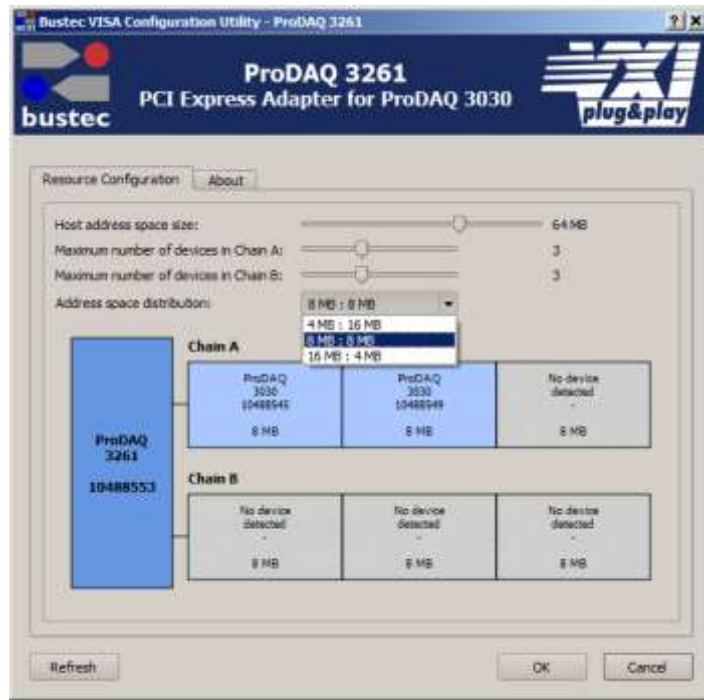 Bustec VISA Configuration Utility - ProDAQ 3261
ProDAQ 3261
PCI Express Adapter for ProDAQ 3030
bustec
VXI
plug&play
Resource Configuration
About
Host address space size:
64 MB
Maximum number of devices in Chain A:
3
Maximum number of devices in Chain B:
3
Address space distribution:
8 MB : 8 MB
4 MB : 16 MB
8 MB : 8 MB
16 MB : 4 MB
Chain A
ProDAQ
3261
10488553
ProDAQ
3030
10488545
8 MB
ProDAQ
3030
10488549
8 MB
No device
detected
-
8 MB
Chain B
No device
detected
-
8 MB
No device
detected
-
8 MB
No device
detected
-
8 MB
Refresh
OK
Cancel